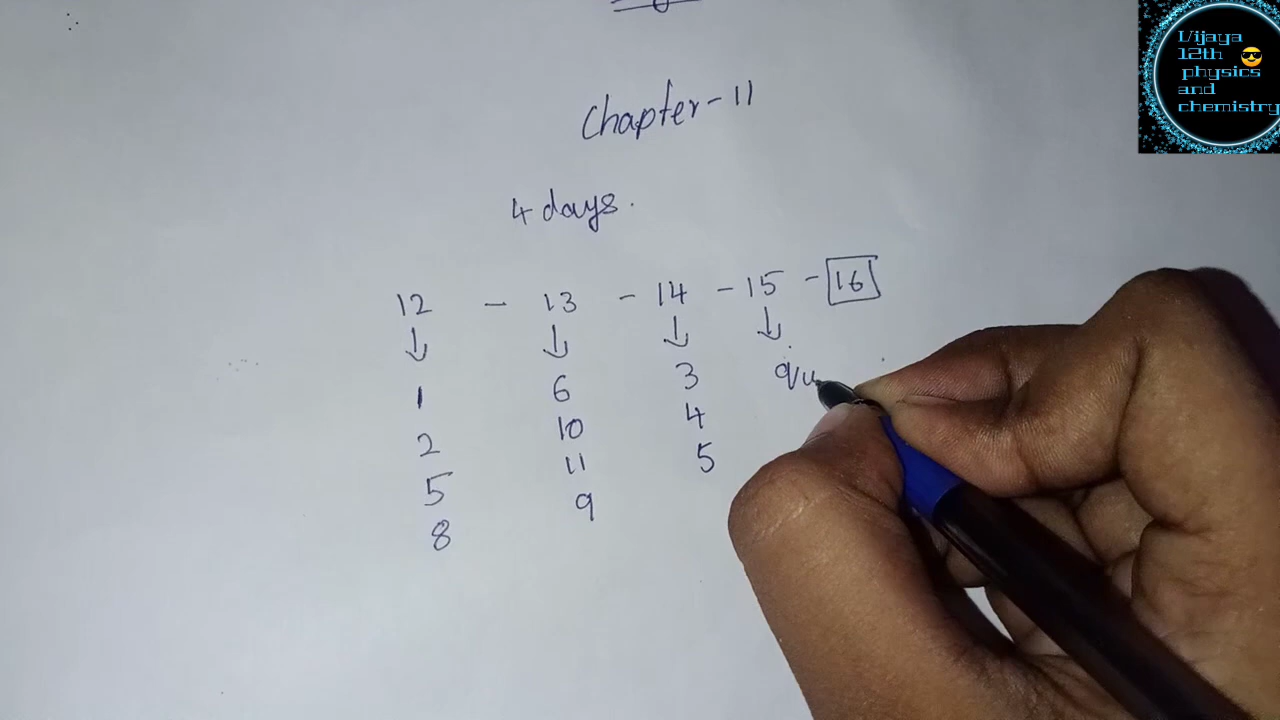 Vijaya
12th
physics
and
chemistry
Chapter - 11
4 days.
12 - 13 - 14 - 15 - 16
1 6 3 qu
2 10 4
5 11 5
8 9